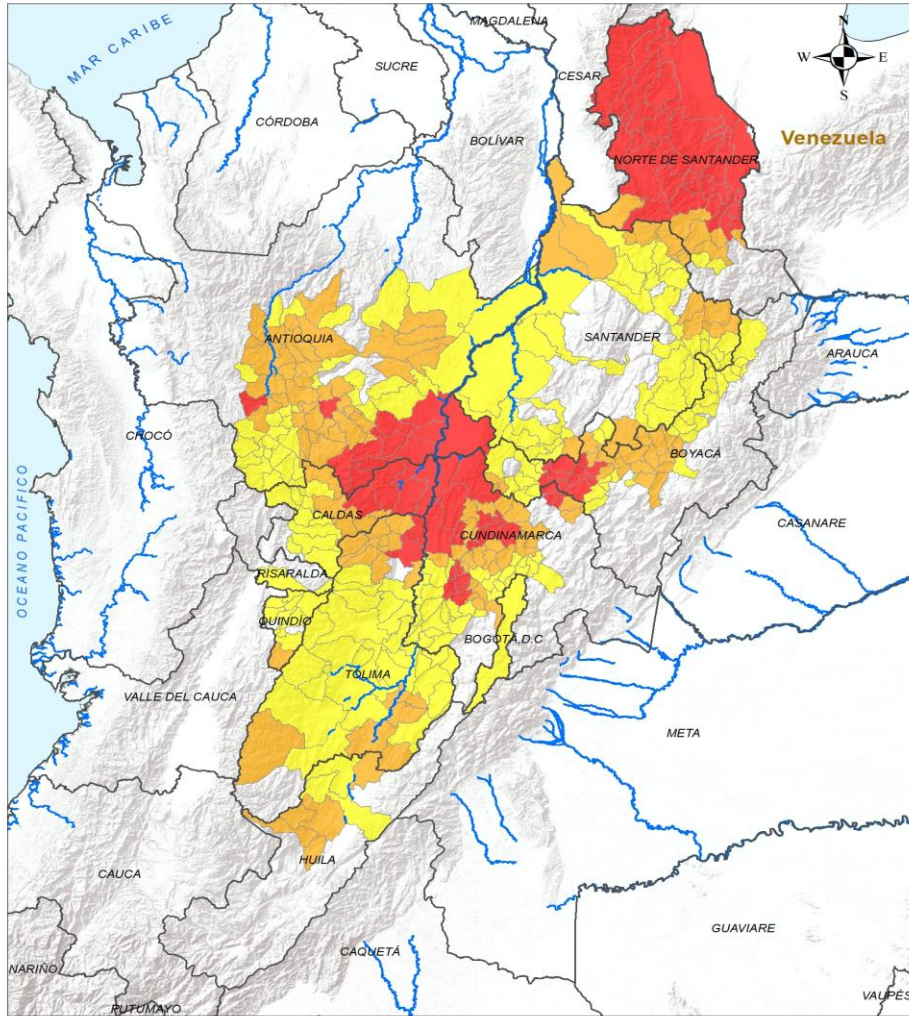 MAGDALENA
N
MAR CARIBE
W
E
SUCRE
CESAR
S
CÓRDOBA
BOLÍVAR
Venezuela
NORTE DE SANTANDER
ANTIOQUIA
SANTANDER
ARAUCA
CHOCÓ
BOYACÁ
OCEANO PACIFICO
CALDAS
CASANARE
CUNDINAMARCA
RISARALDA
QUINDÍO
BOGOTÁ, D.C
TOLIMA
VALLE DEL CAUCA
META
HUILA
CAUCA
GUAVIARE
CAQUETÁ
NARIÑO
VAUPÉS
PUTUMAYO